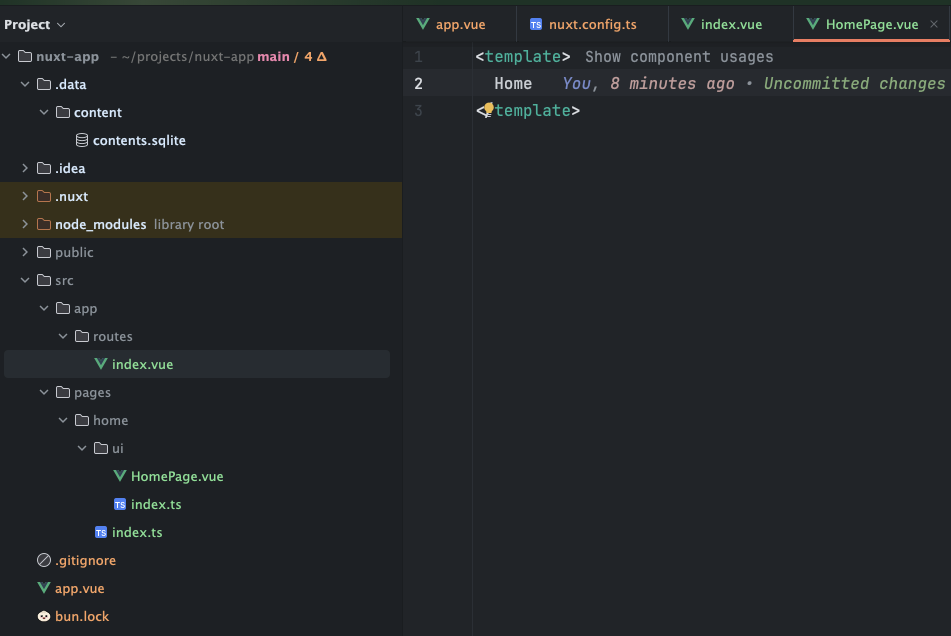 Project
app.vue
TS nuxt.config.ts
index.vue
HomePage.vue
nuxt-app – ~/projects/nuxt-app main / 4 Δ
.data
content
contents.sqlite
.idea
.nuxt
node_modules library root
public
src
app
routes
index.vue
pages
home
ui
HomePage.vue
TS index.ts
TS index.ts
.gitignore
app.vue
bun.lock
1 <template> Show component usages
2 Home You, 8 minutes ago • Uncommitted changes
3 </template>